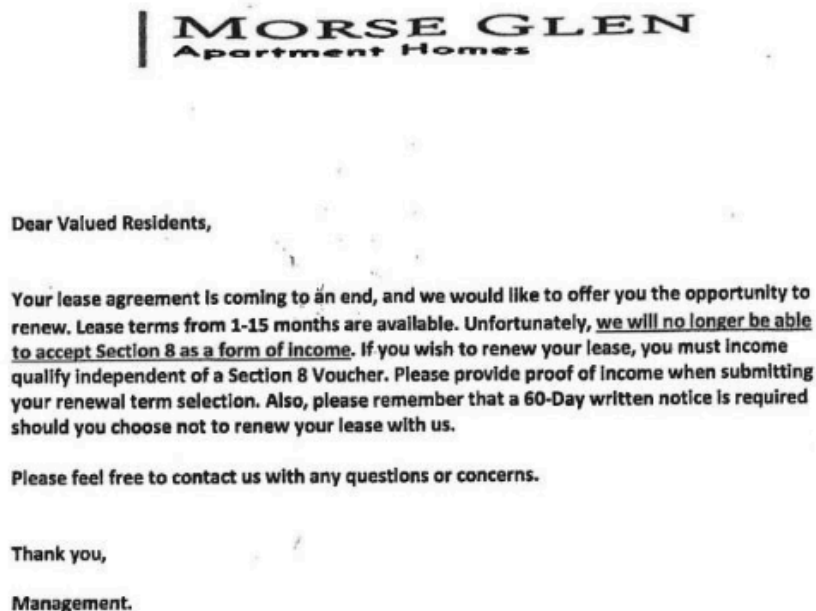 MORSE GLEN
Apartment Homes
Dear Valued Residents,
Your lease agreement is coming to an end, and we would like to offer you the opportunity to
renew. Lease terms from 1-15 months are available. Unfortunately, we will no longer be able
to accept Section 8 as a form of income. If you wish to renew your lease, you must income
qualify independent of a Section 8 Voucher. Please provide proof of income when submitting
your renewal term selection. Also, please remember that a 60-Day written notice is required
should you choose not to renew your lease with us.
Please feel free to contact us with any questions or concerns.
Thank you,
Management.